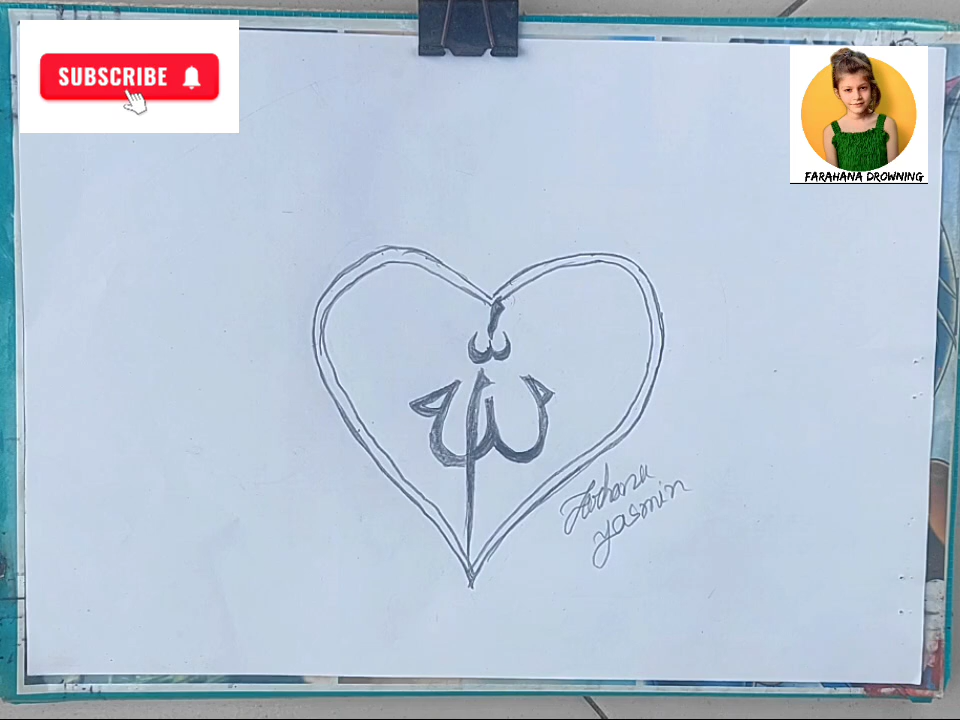 SUBSCRIBE
FARAHANA DROWNING
الله
Farhana
Yasmin